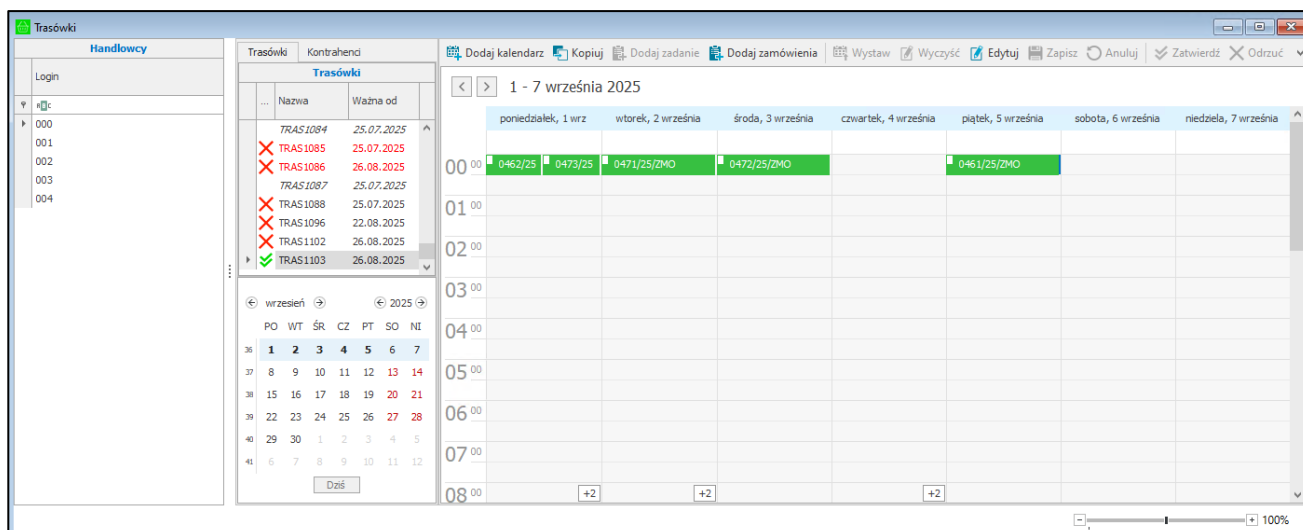 Trasówki
Handlowcy
Login
000
001
002
003
004
Trasówki Kontrahenci
Trasówki
... Nazwa Ważna od
TRAS1084 25.07.2025
TRAS1085 25.07.2025
TRAS1086 26.08.2025
TRAS1087 25.07.2025
TRAS1088 25.07.2025
TRAS1096 22.08.2025
TRAS1102 26.08.2025
TRAS1103 26.08.2025
wrzesień 2025
PO WT ŚR CZ PT SO NI
36 1 2 3 4 5 6 7
37 8 9 10 11 12 13 14
38 15 16 17 18 19 20 21
39 22 23 24 25 26 27 28
40 29 30 1 2 3 4 5
41 6 7 8 9 10 11 12
Dziś
Dodaj kalendarz Kopiuj Dodaj zadanie Dodaj zamówienia Wystaw Wyczyść Edytuj Zapisz Anuluj Zatwierdź Odrzuć
1 - 7 września 2025
poniedziałek, 1 wrz wtorek, 2 września środa, 3 września czwartek, 4 września piątek, 5 września sobota, 6 września niedziela, 7 września
00 00 0462/25 0473/25 0471/25/ZMO 0472/25/ZMO 0461/25/ZMO
01 00
02 00
03 00
04 00
05 00
06 00
07 00
08 00 +2 +2 +2
100%